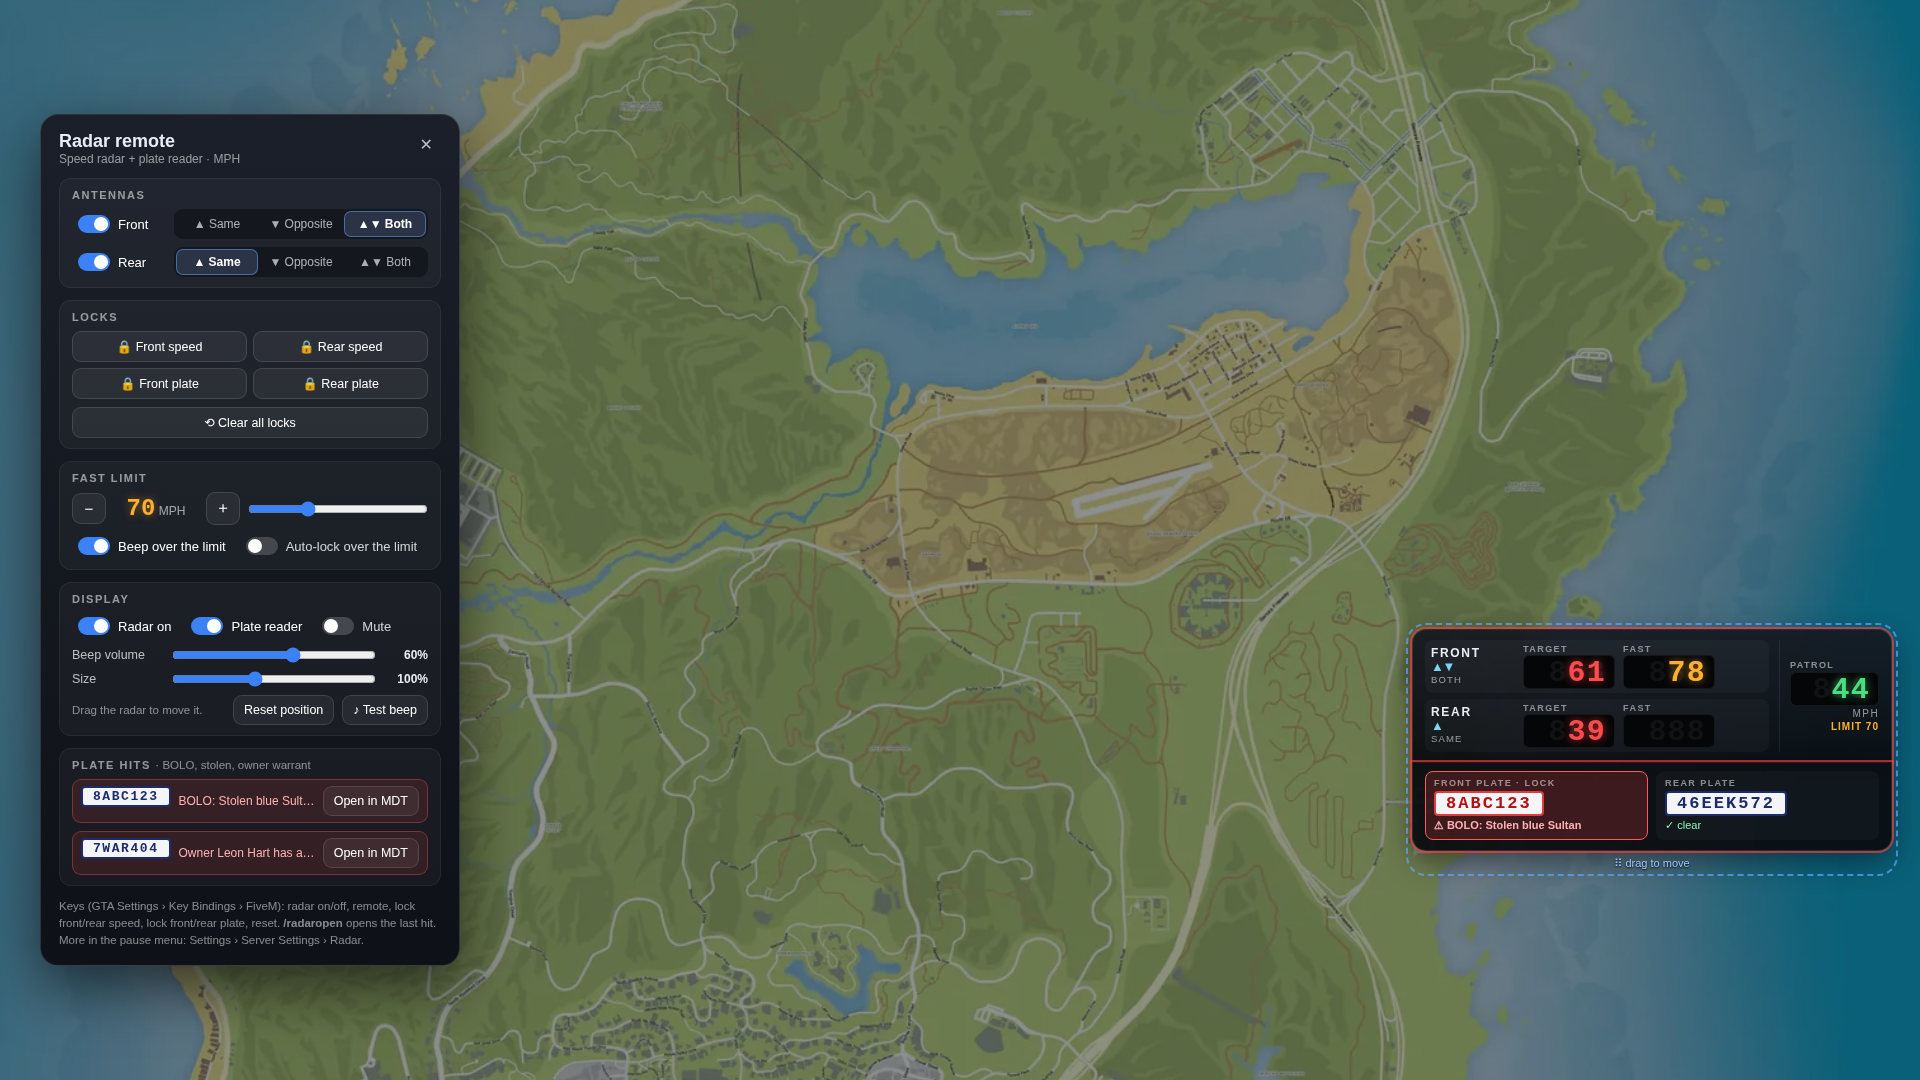 Radar remote
Speed radar + plate reader · MPH
✕
ANTENNAS
Front
▲ Same
▼ Opposite
▲▼ Both
Rear
▲ Same
▼ Opposite
▲▼ Both
LOCKS
🔒 Front speed
🔒 Rear speed
🔒 Front plate
🔒 Rear plate
⟲ Clear all locks
FAST LIMIT
−
70 MPH
+
Beep over the limit
Auto-lock over the limit
DISPLAY
Radar on
Plate reader
Mute
Beep volume
60%
Size
100%
Drag the radar to move it.
Reset position
♪ Test beep
PLATE HITS · BOLO, stolen, owner warrant
8ABC123
BOLO: Stolen blue Sult…
Open in MDT
7WAR404
Owner Leon Hart has a…
Open in MDT
Keys (GTA Settings › Key Bindings › FiveM): radar on/off, remote, lock
front/rear speed, lock front/rear plate, reset. /radaropen opens the last hit.
More in the pause menu: Settings › Server Settings › Radar.
FRONT
▲▼
BOTH
TARGET
61
FAST
78
REAR
▲
SAME
TARGET
39
FAST
PATROL
44
MPH
LIMIT 70
FRONT PLATE · LOCK
8ABC123
⚠ BOLO: Stolen blue Sultan
REAR PLATE
46EEK572
✓ clear
⠿ drag to move